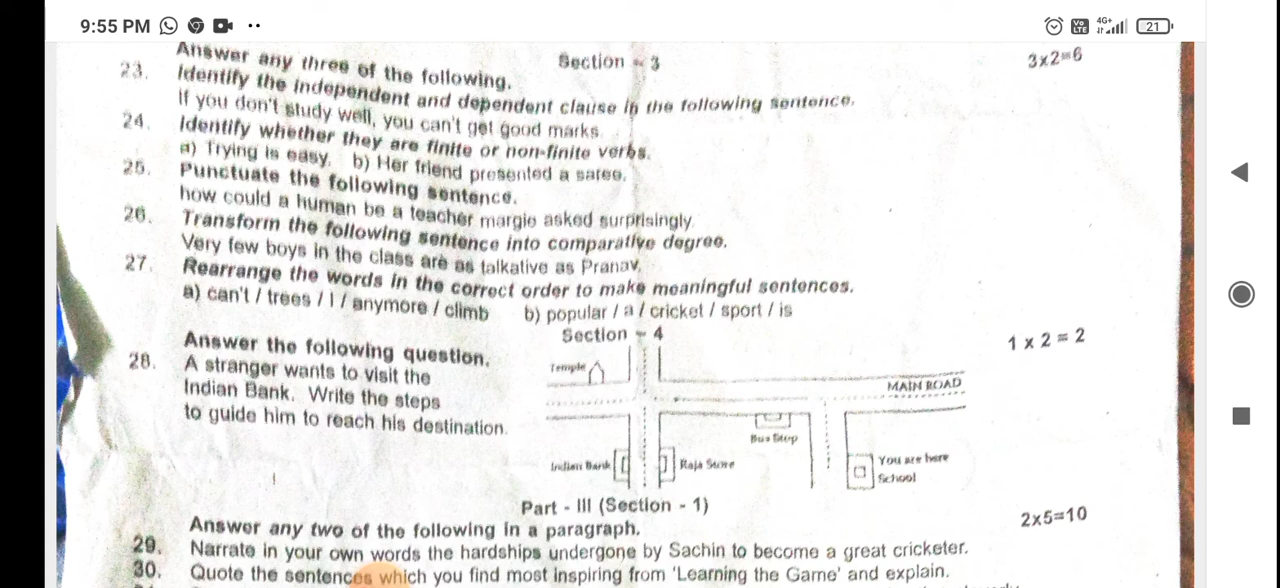 9:55 PM
Vo LTE 4G+ 21
Section - 3
3x2=6
Answer any three of the following.
23. Identify the independent and dependent clause in the following sentence.
If you don't study well, you can't get good marks.
24. Identify whether they are finite or non-finite verbs.
a) Trying is easy. b) Her friend presented a saree.
25. Punctuate the following sentence.
how could a human be a teacher margie asked surprisingly.
26. Transform the following sentence into comparative degree.
Very few boys in the class are as talkative as Pranav.
27. Rearrange the words in the correct order to make meaningful sentences.
a) can't / trees / I / anymore / climb b) popular / a / cricket / sport / is
Section - 4
1 x 2 = 2
Answer the following question.
28. A stranger wants to visit the
Indian Bank. Write the steps
to guide him to reach his destination.
Temple
MAIN ROAD
Bus Stop
Indian Bank
Raja Store
You are here
School
Part - III (Section - 1)
2x5=10
Answer any two of the following in a paragraph.
29. Narrate in your own words the hardships undergone by Sachin to become a great cricketer.
30. Quote the sentences which you find most inspiring from 'Learning the Game' and explain.